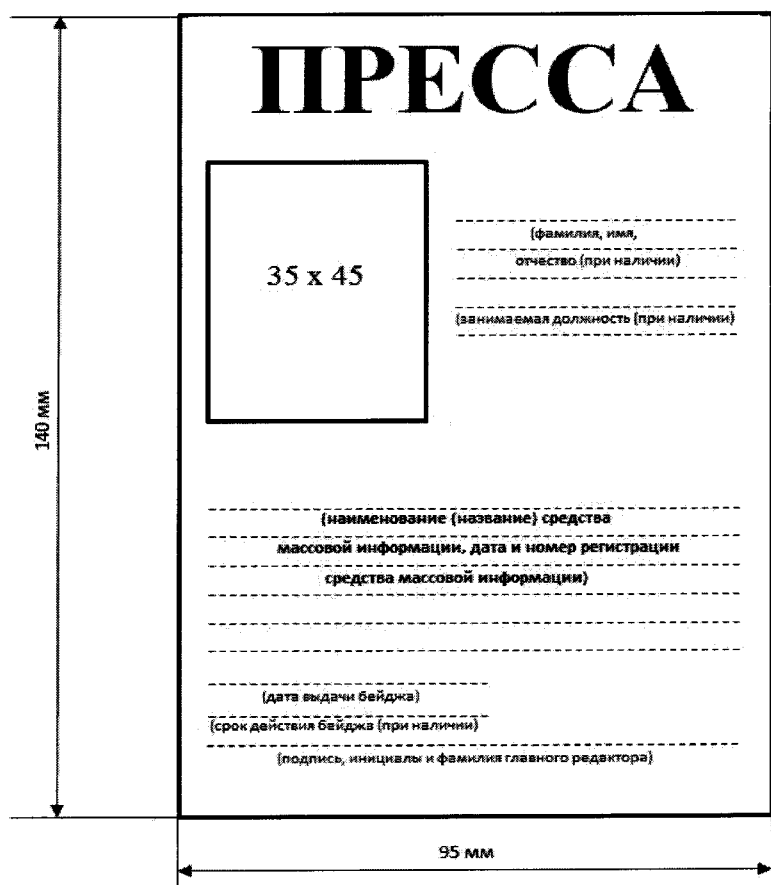 ПРЕССА
35 х 45
(фамилия, имя,
отчество (при наличии)
(занимаемая должность (при наличии)
140 мм
(наименование (название) средства
массовой информации, дата и номер регистрации
средства массовой информации)
(дата выдачи бейджа)
(срок действия бейджа (при наличии)
(подпись, инициалы и фамилия главного редактора)
95 мм